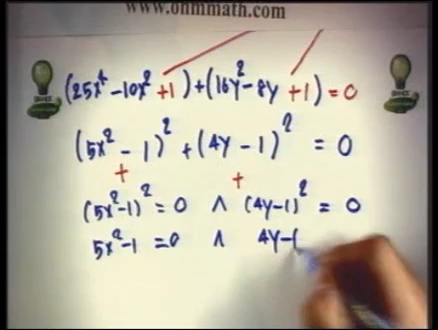 www.ohmmath.com
(25x⁴ - 10x² + 1) + (16y² - 8y + 1) = 0
(5x² - 1)² + (4y - 1)² = 0
+ +
(5x² - 1)² = 0 ∧ (4y - 1)² = 0
5x² - 1 = 0 ∧ 4y - 1